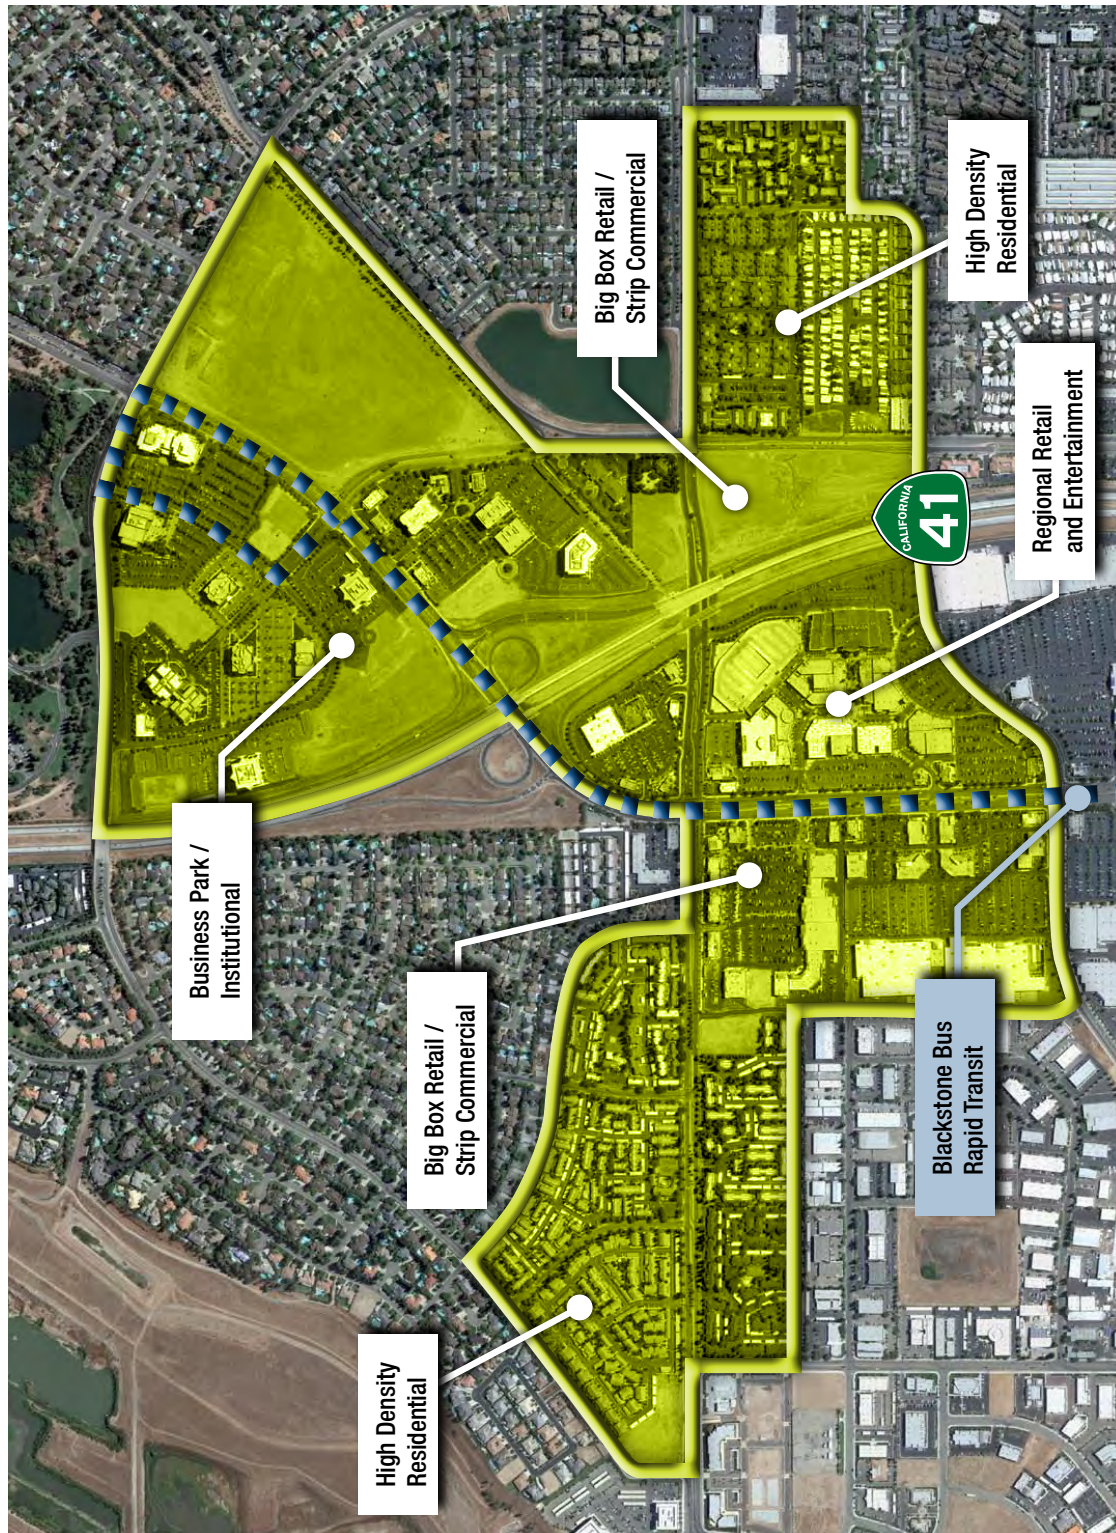 Business Park /
Institutional
High Density
Residential
Big Box Retail /
Strip Commercial
Big Box Retail /
Strip Commercial
CALIFORNIA
41
Blackstone Bus
Rapid Transit
High Density
Residential
Regional Retail
and Entertainment